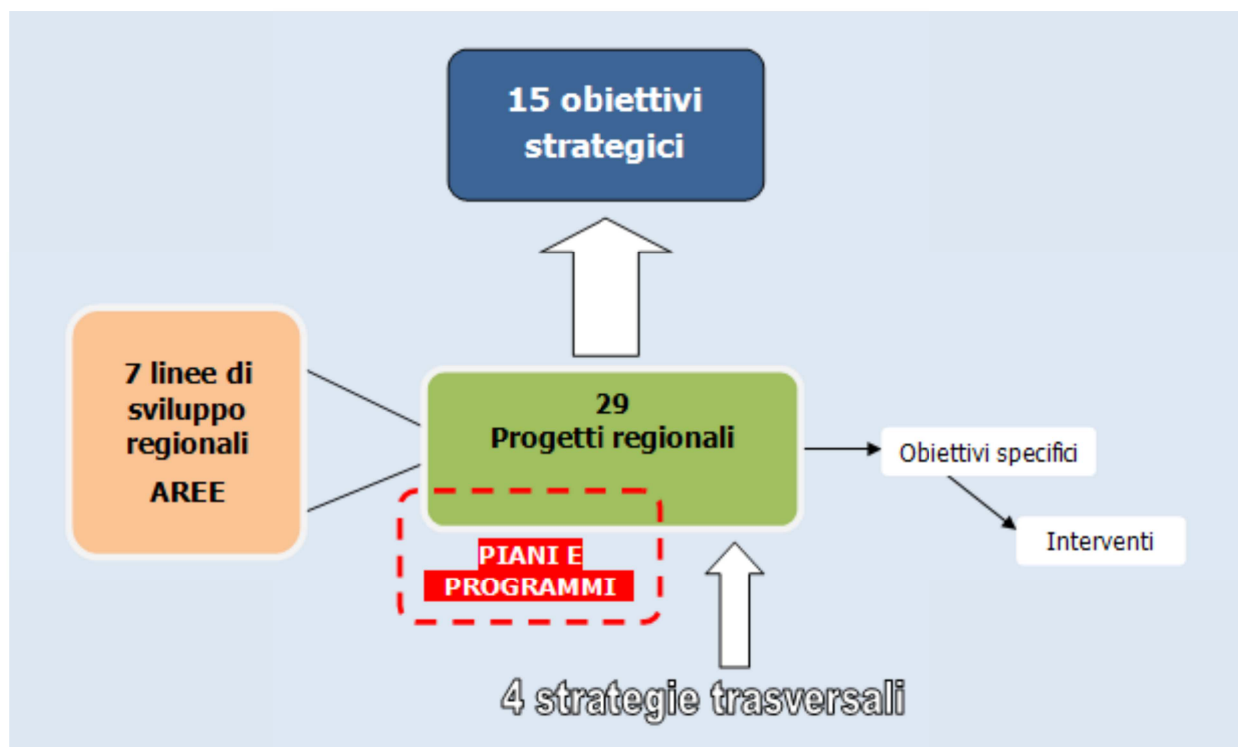 15 obiettivi
strategici
7 linee di
sviluppo
regionali
AREE
29
Progetti regionali
Obiettivi specifici
Interventi
PIANI E
PROGRAMMI
4 strategie trasversali